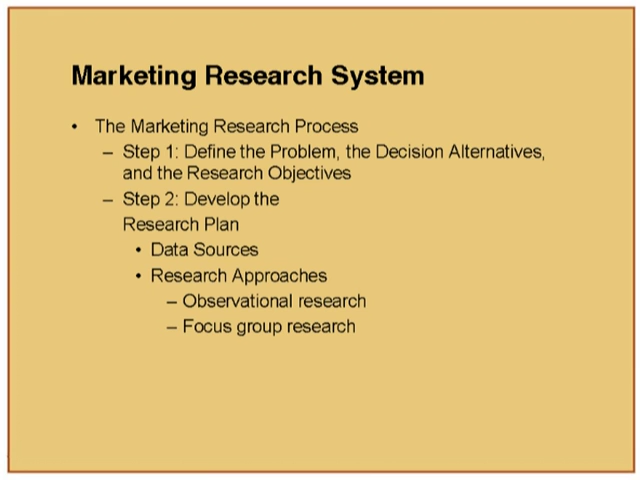 Marketing Research System
• The Marketing Research Process
– Step 1: Define the Problem, the Decision Alternatives,
and the Research Objectives
– Step 2: Develop the
Research Plan
• Data Sources
• Research Approaches
– Observational research
– Focus group research